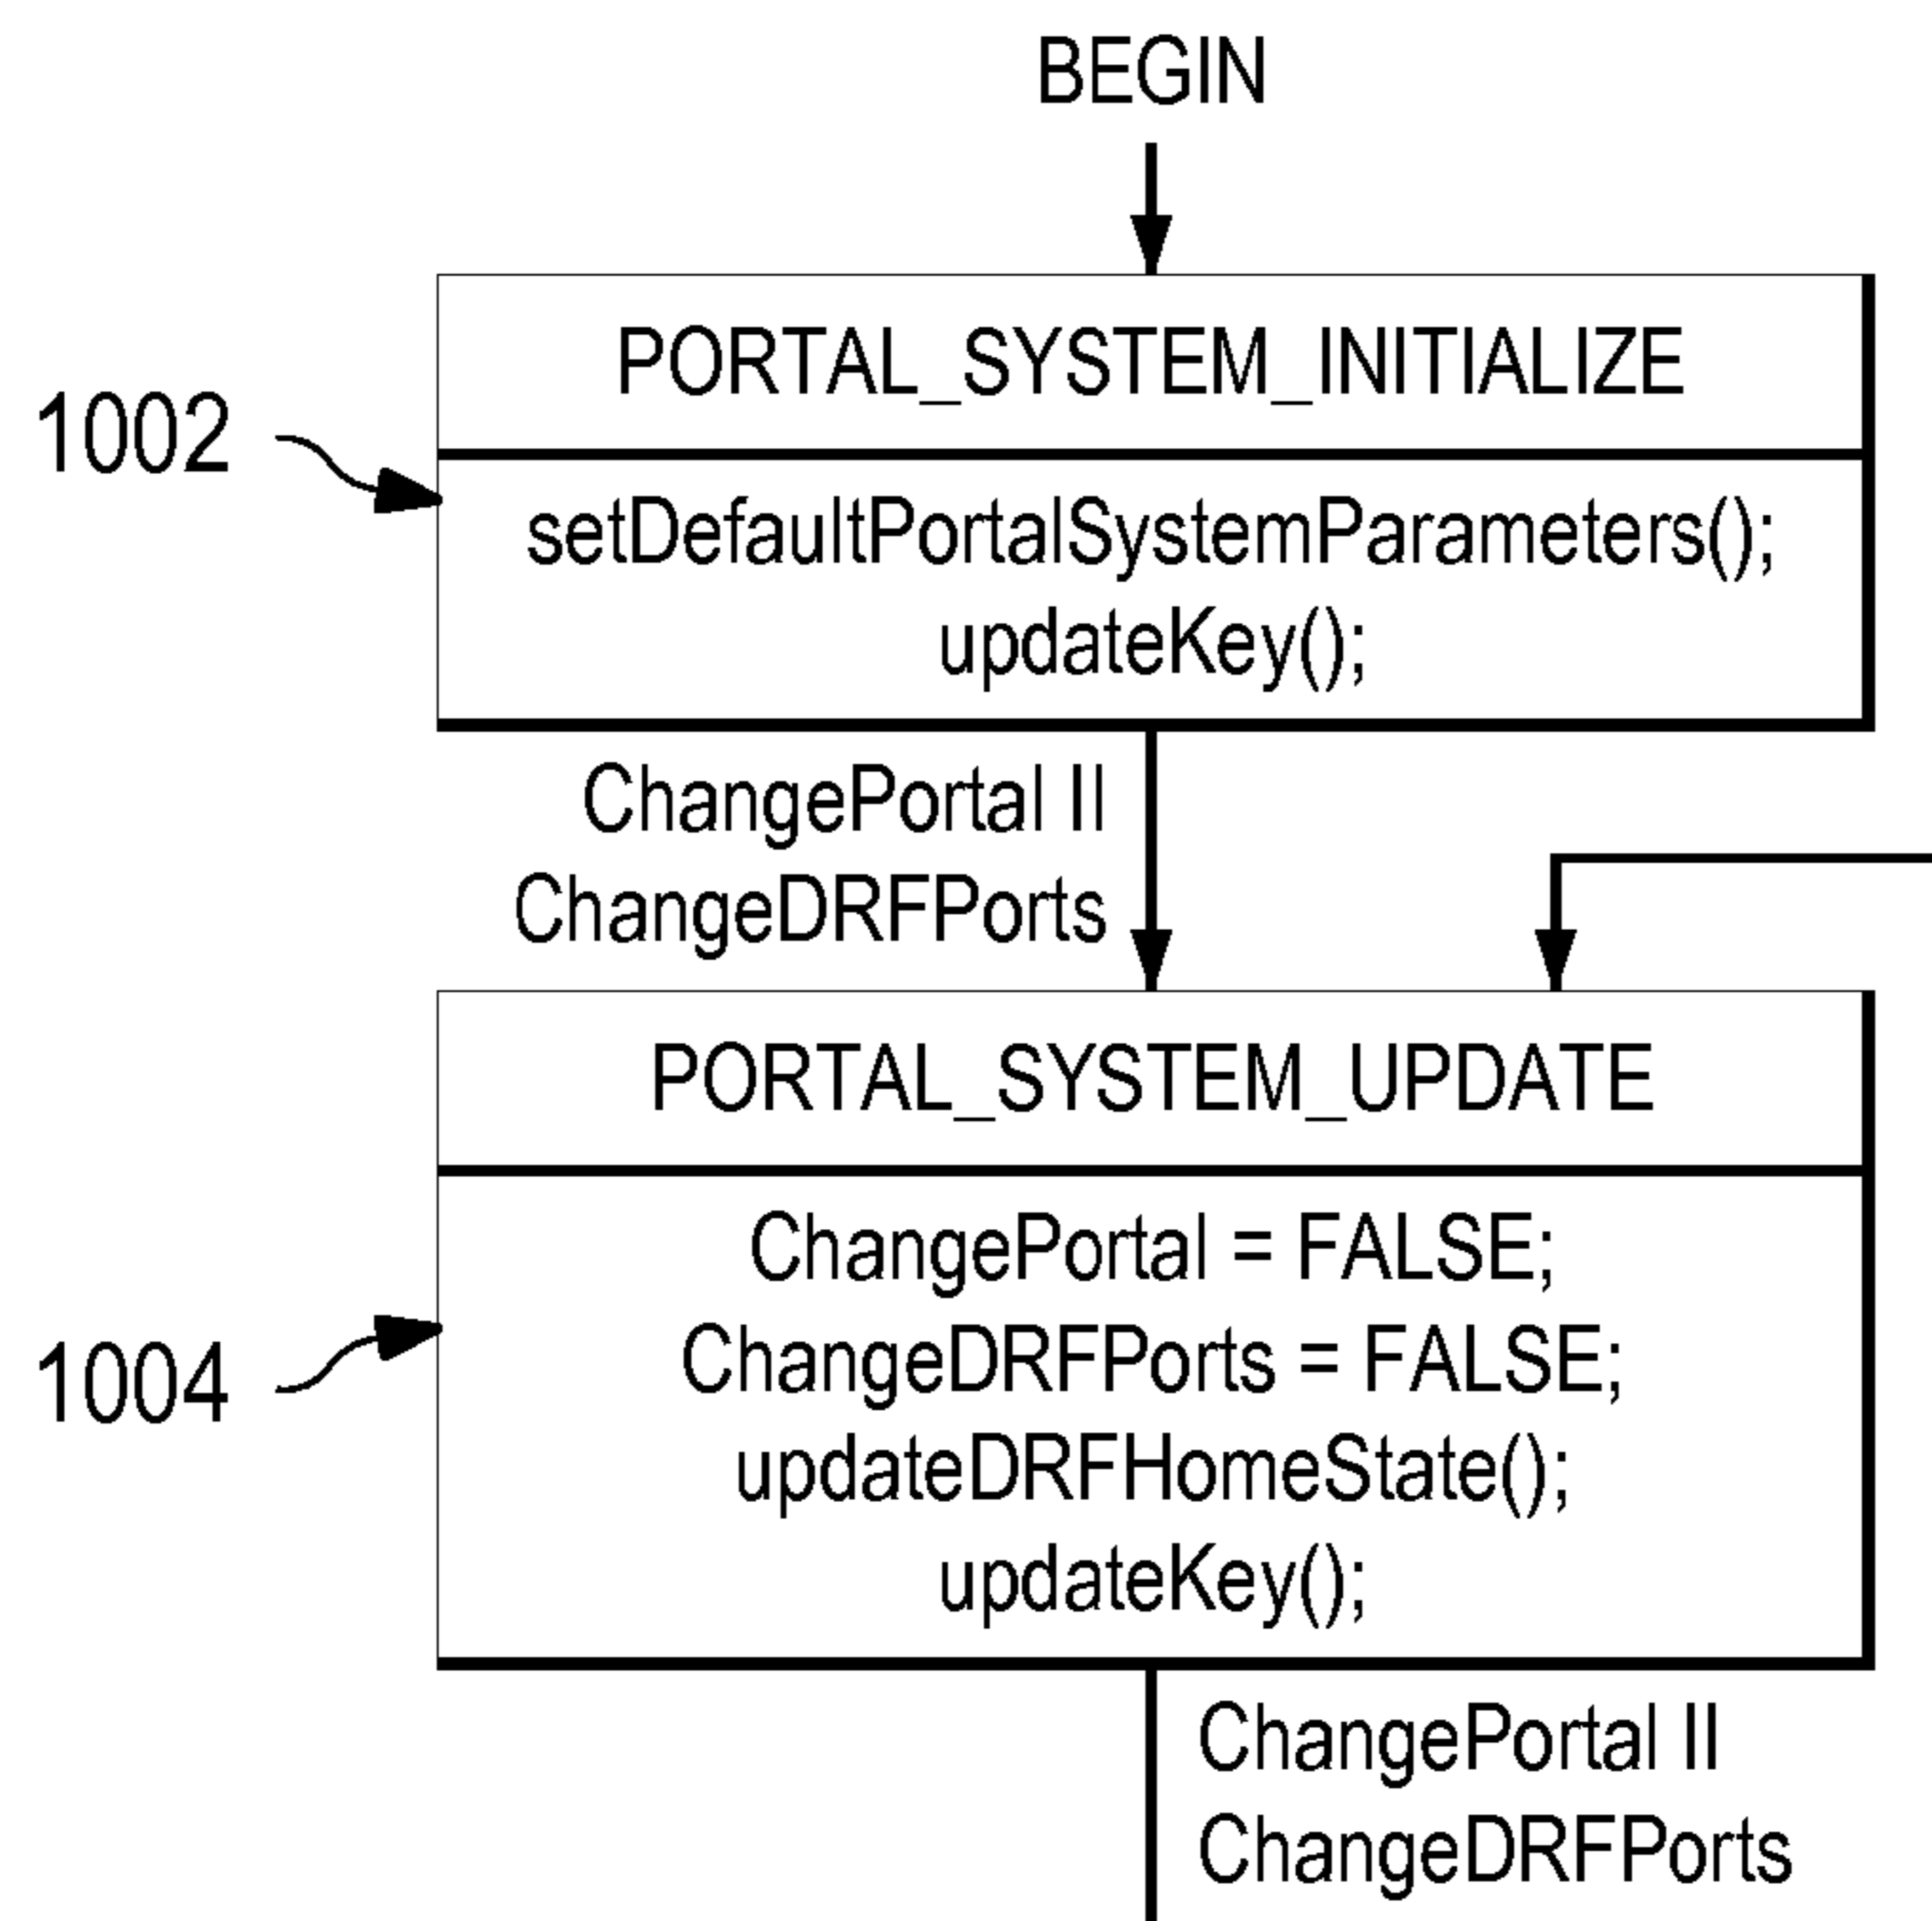 BEGIN
PORTAL_SYSTEM_INITIALIZE
1002
setDefaultPortalSystemParameters();
updateKey();
ChangePortal II
ChangeDRFPorts
PORTAL_SYSTEM_UPDATE
ChangePortal = FALSE;
ChangeDRFPorts = FALSE;
1004
updateDRFHomeState();
updateKey();
ChangePortal II
ChangeDRFPorts